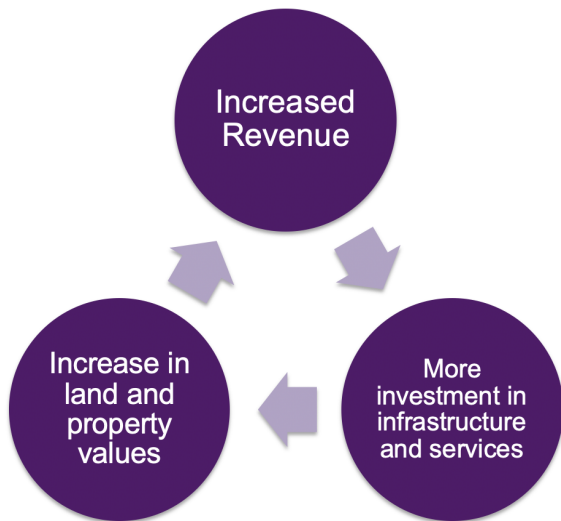 Increased
Revenue
More
investment in
infrastructure
and services
Increase in
land and
property
values